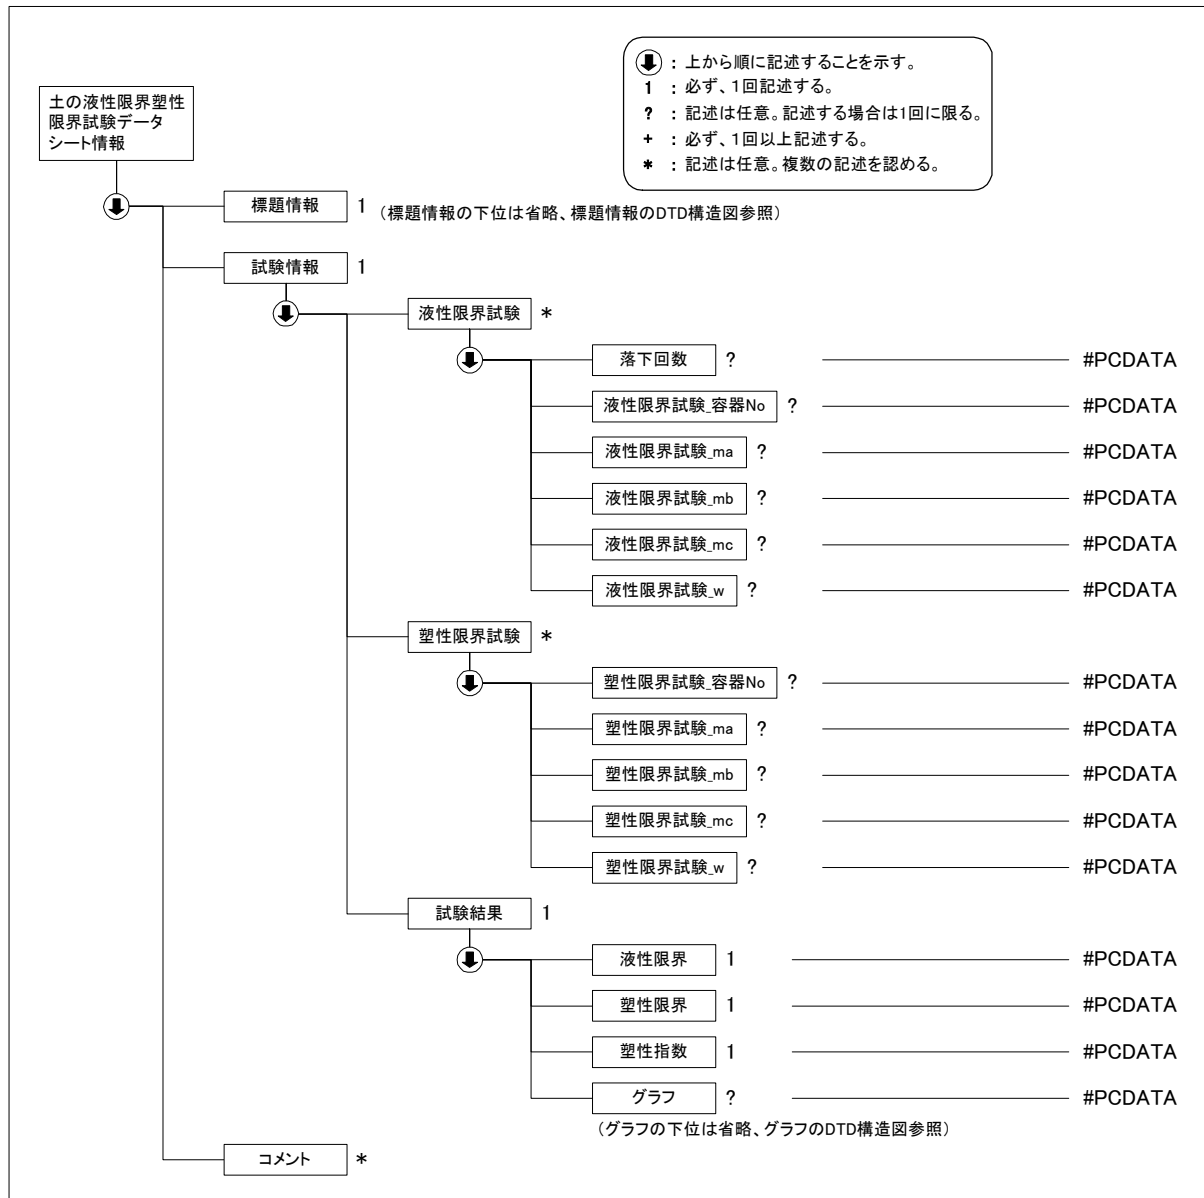 : 上から順に記述することを示す。
1 : 必ず、1回記述する。
? : 記述は任意。記述する場合は1回に限る。
+ : 必ず、1回以上記述する。
* : 記述は任意。複数の記述を認める。
土の液性限界塑性
限界試験データ
シート情報
標題情報 1 (標題情報の下位は省略、標題情報のDTD構造図参照)
試験情報 1
液性限界試験 *
落下回数 ? #PCDATA
液性限界試験_容器No ? #PCDATA
液性限界試験_ma ? #PCDATA
液性限界試験_mb ? #PCDATA
液性限界試験_mc ? #PCDATA
液性限界試験_w ? #PCDATA
塑性限界試験 *
塑性限界試験_容器No ? #PCDATA
塑性限界試験_ma ? #PCDATA
塑性限界試験_mb ? #PCDATA
塑性限界試験_mc ? #PCDATA
塑性限界試験_w ? #PCDATA
試験結果 1
液性限界 1 #PCDATA
塑性限界 1 #PCDATA
塑性指数 1 #PCDATA
グラフ ? #PCDATA
(グラフの下位は省略、グラフのDTD構造図参照)
コメント *